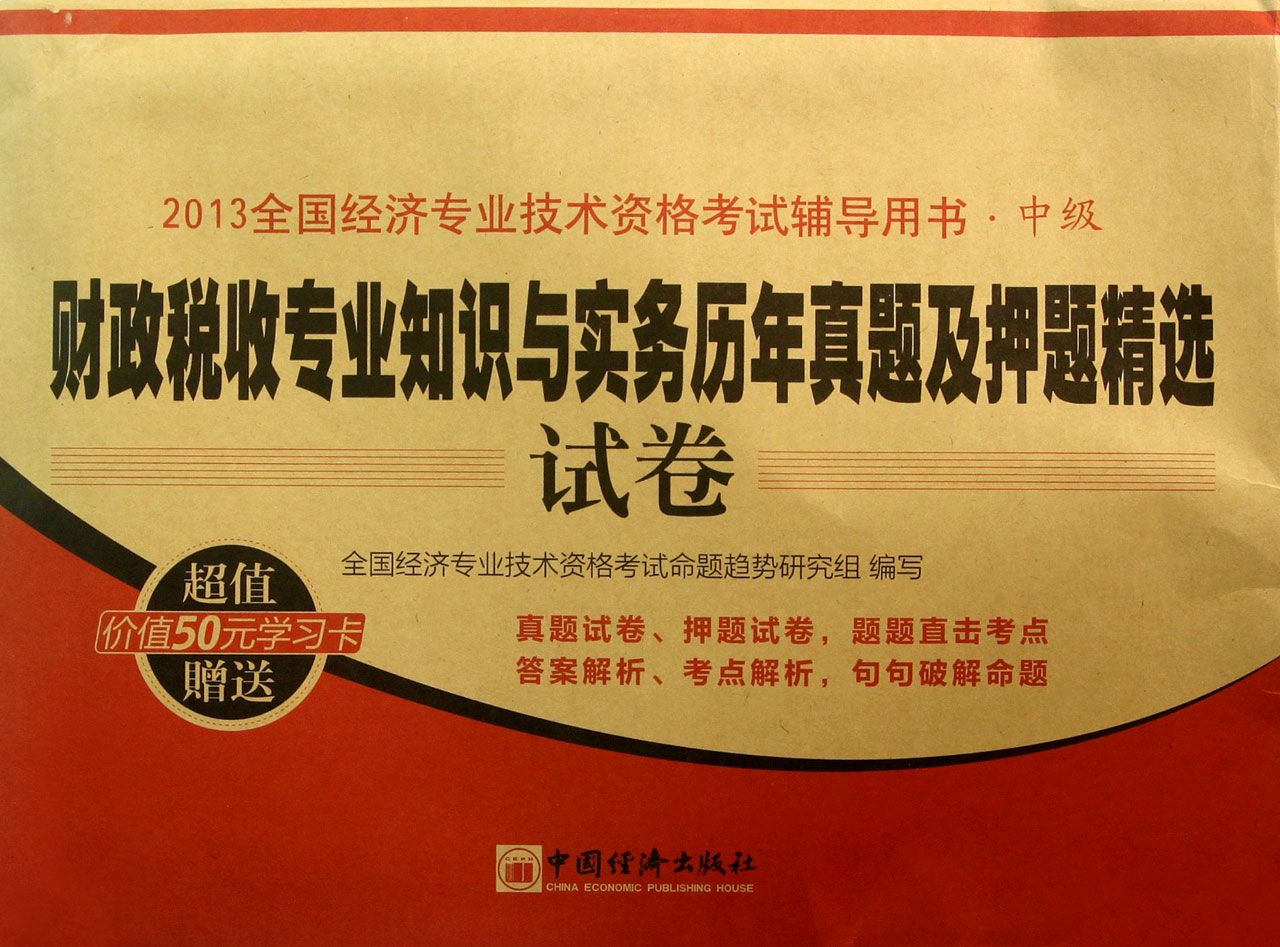 2013全国经济专业技术资格考试辅导用书·中级
财政税收专业知识与实务历年真题及押题精选
试卷
全国经济专业技术资格考试命题趋势研究组 编写
超值
价值50元学习卡
赠送
真题试卷、押题试卷，题题直击考点
答案解析、考点解析，句句破解命题
CEPH
中国经济出版社
CHINA ECONOMIC PUBLISHING HOUSE